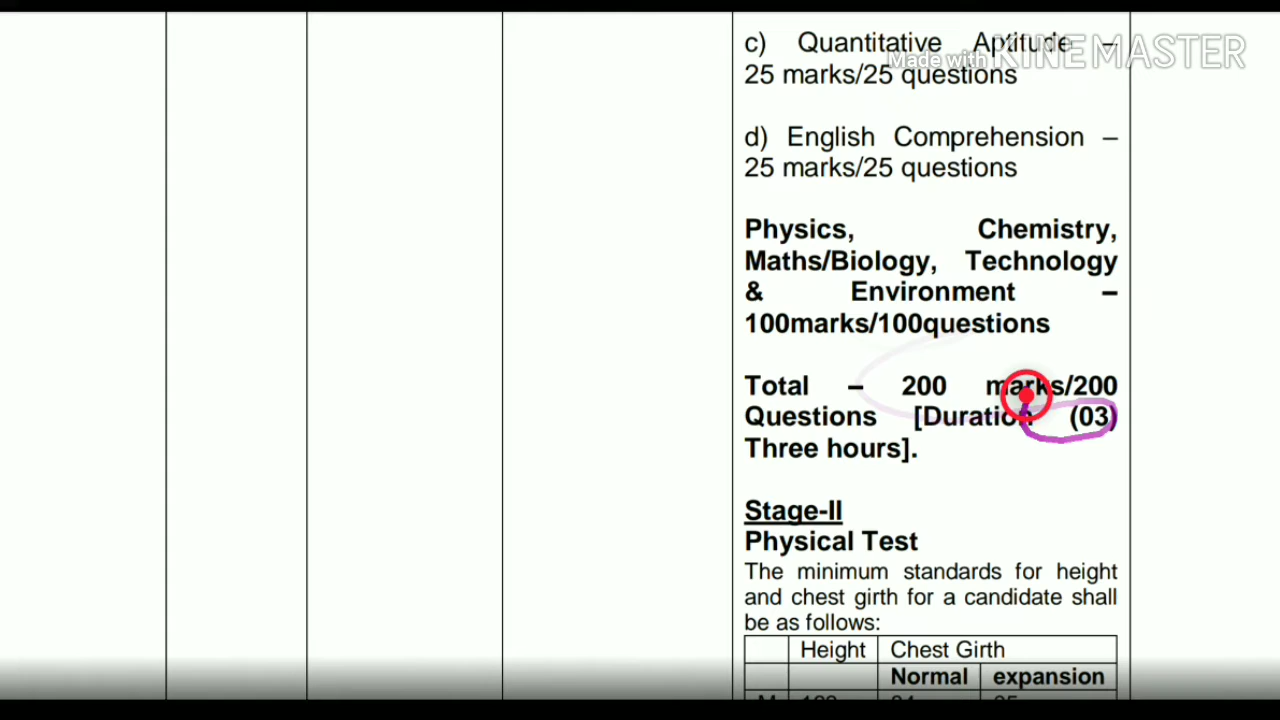 c) Quantitative Aptitude –
Made with KINEMASTER
25 marks/25 questions
d) English Comprehension –
25 marks/25 questions
Physics, Chemistry,
Maths/Biology, Technology
& Environment –
100marks/100questions
Total – 200 marks/200
Questions [Duration (03)
Three hours].
Stage-II
Physical Test
The minimum standards for height
and chest girth for a candidate shall
be as follows:
Height Chest Girth
Normal expansion